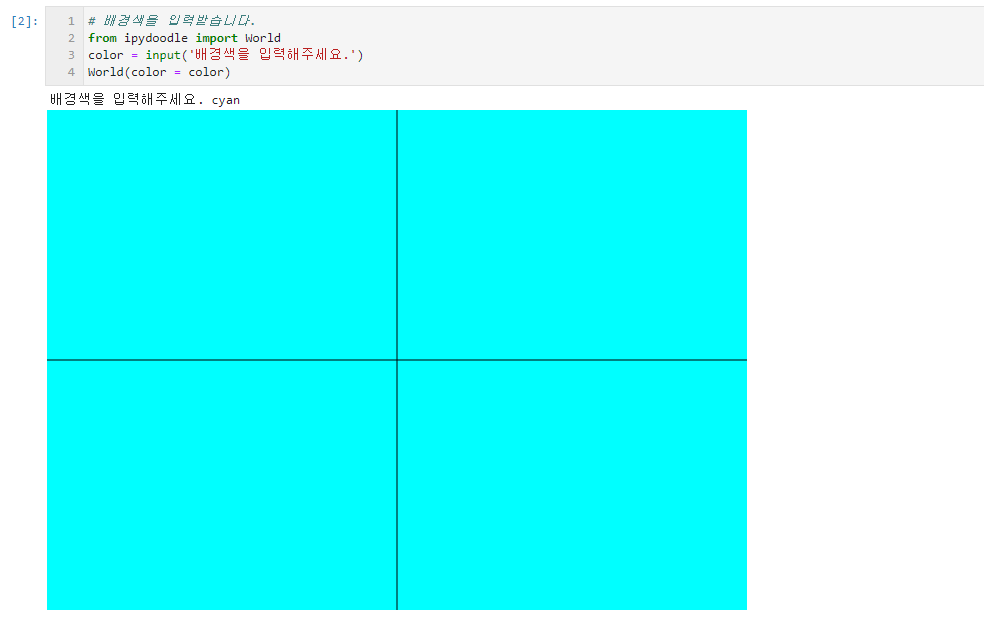 [2]:
1 # 배경색을 입력받습니다.
2 from ipydoodle import World
3 color = input('배경색을 입력해주세요.')
4 World(color = color)
배경색을 입력해주세요. cyan